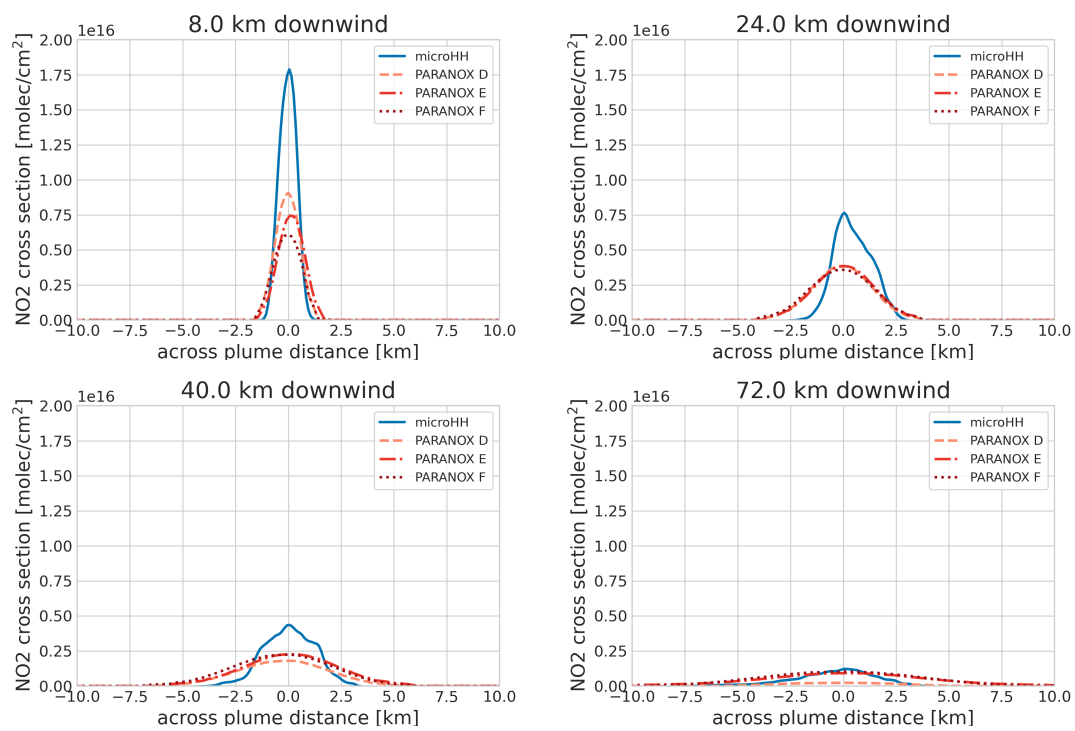 8.0 km downwind
1e16
NO2 cross section [molec/cm²]
2.00
1.75
1.50
1.25
1.00
0.75
0.50
0.25
0.00
microHH
PARANOX D
PARANOX E
PARANOX F
−10.0 −7.5 −5.0 −2.5 0.0 2.5 5.0 7.5 10.0
across plume distance [km]
24.0 km downwind
1e16
NO2 cross section [molec/cm²]
2.00
1.75
1.50
1.25
1.00
0.75
0.50
0.25
0.00
microHH
PARANOX D
PARANOX E
PARANOX F
−10.0 −7.5 −5.0 −2.5 0.0 2.5 5.0 7.5 10.0
across plume distance [km]
40.0 km downwind
1e16
NO2 cross section [molec/cm²]
2.00
1.75
1.50
1.25
1.00
0.75
0.50
0.25
0.00
microHH
PARANOX D
PARANOX E
PARANOX F
−10.0 −7.5 −5.0 −2.5 0.0 2.5 5.0 7.5 10.0
across plume distance [km]
72.0 km downwind
1e16
NO2 cross section [molec/cm²]
2.00
1.75
1.50
1.25
1.00
0.75
0.50
0.25
0.00
microHH
PARANOX D
PARANOX E
PARANOX F
−10.0 −7.5 −5.0 −2.5 0.0 2.5 5.0 7.5 10.0
across plume distance [km]